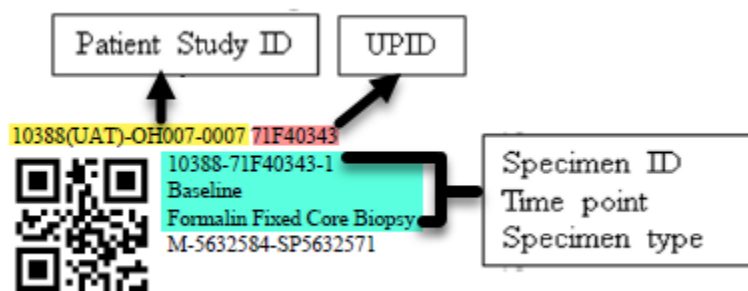 Patient Study ID
UPID
10388(UAT)-OH007-0007 71F40343
10388-71F40343-1
Baseline
Formalin Fixed Core Biopsy
M-5632584-SP5632571
Specimen ID
Time point
Specimen type